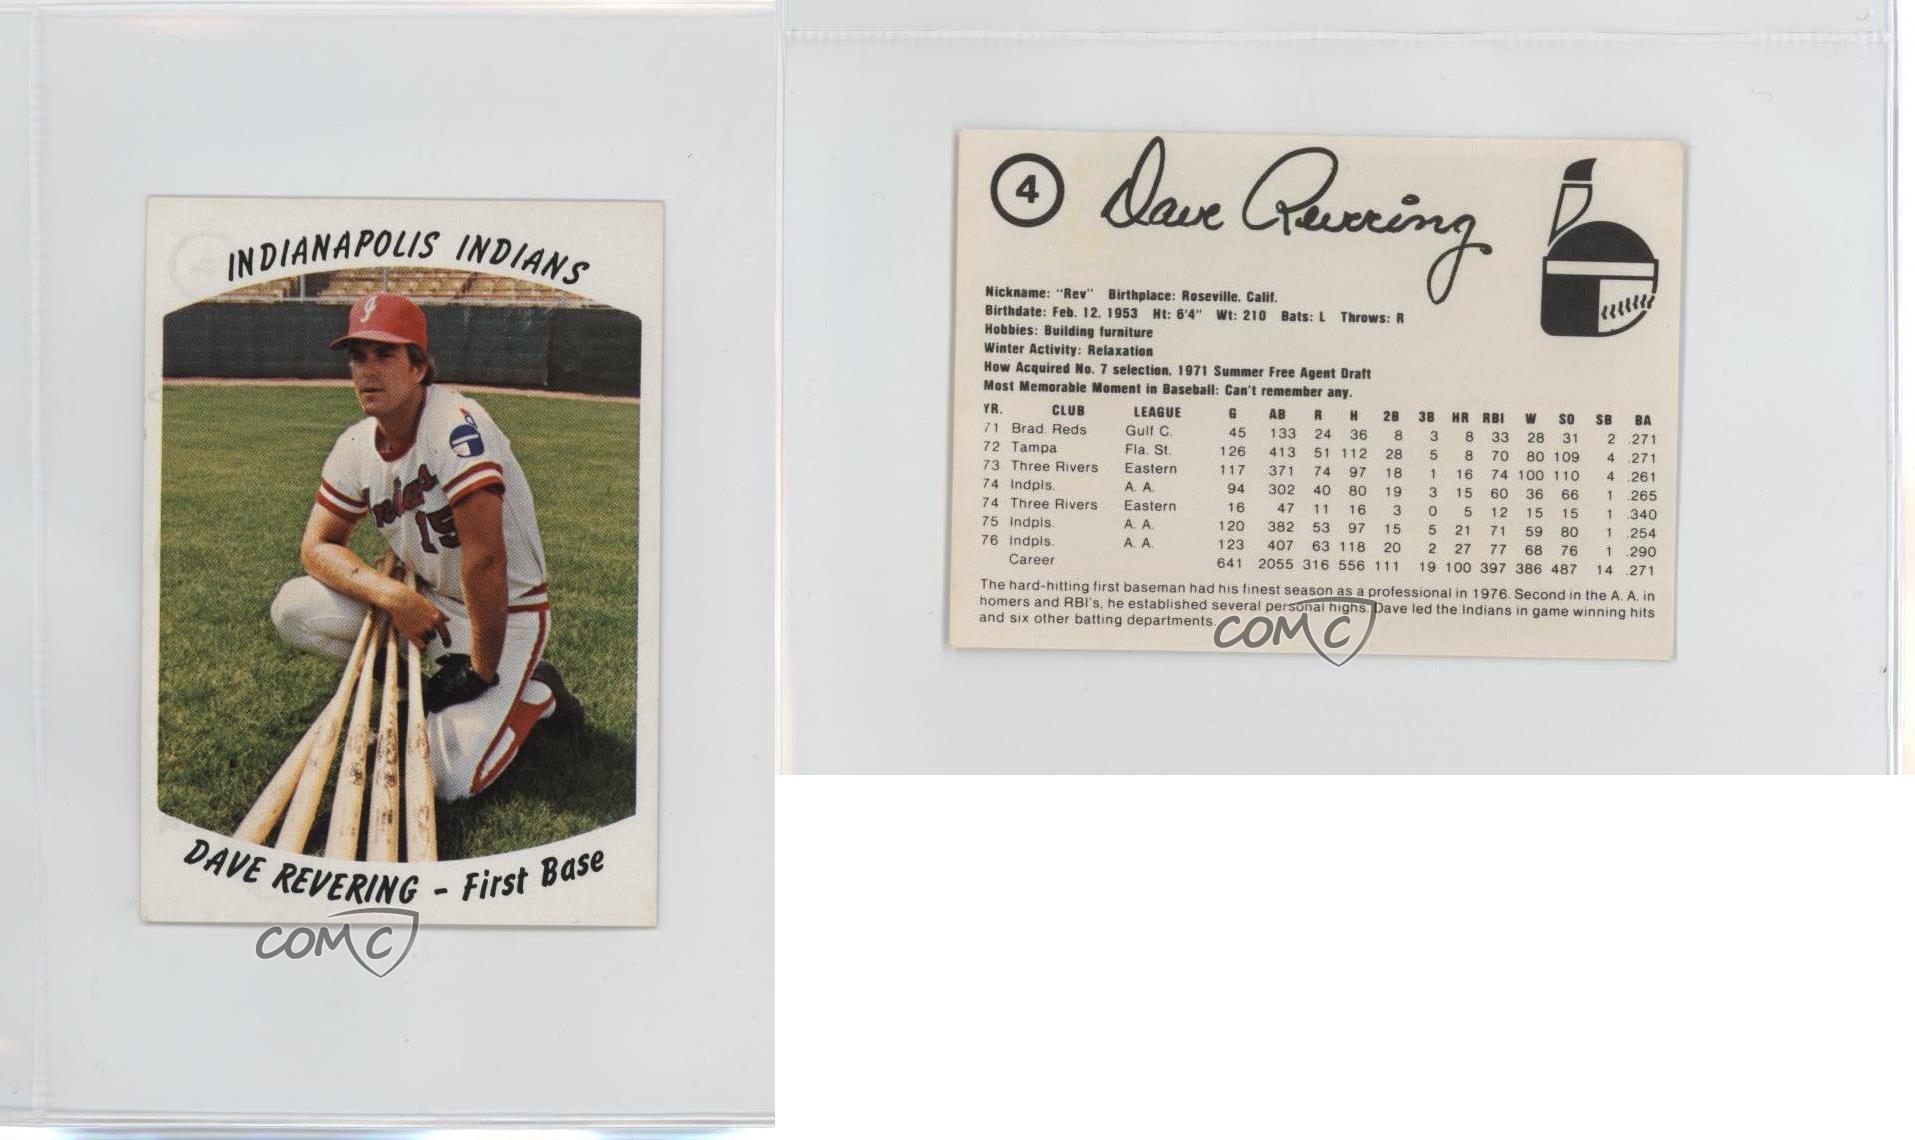 INDIANAPOLIS INDIANS
I
Indians
15
DAVE REVERING - First Base
COMC
4 Dave Revering
Nickname: "Rev" Birthplace: Roseville, Calif.
Birthdate: Feb. 12, 1953 Ht: 6'4" Wt: 210 Bats: L Throws: R
Hobbies: Building furniture
Winter Activity: Relaxation
How Acquired No. 7 selection, 1971 Summer Free Agent Draft
Most Memorable Moment in Baseball: Can't remember any.
YR. CLUB LEAGUE G AB R H 2B 3B HR RBI W SO SB BA
71 Brad. Reds Gulf C. 45 133 24 36 8 3 8 33 28 31 2 .271
72 Tampa Fla. St. 126 413 51 112 28 5 8 70 80 109 4 .271
73 Three Rivers Eastern 117 371 74 97 18 1 16 74 100 110 4 .261
74 Indpls. A. A. 94 302 40 80 19 3 15 60 36 66 1 .265
74 Three Rivers Eastern 16 47 11 16 3 0 5 12 15 15 1 .340
75 Indpls. A. A. 120 382 53 97 15 5 21 71 59 80 1 .254
76 Indpls. A. A. 123 407 63 118 20 2 27 77 68 76 1 .290
Career 641 2055 316 556 111 19 100 397 386 487 14 .271
The hard-hitting first baseman had his finest season as a professional in 1976. Second in the A. A. in
homers and RBI's, he established several personal highs. Dave led the Indians in game winning hits
and six other batting departments.
COMC